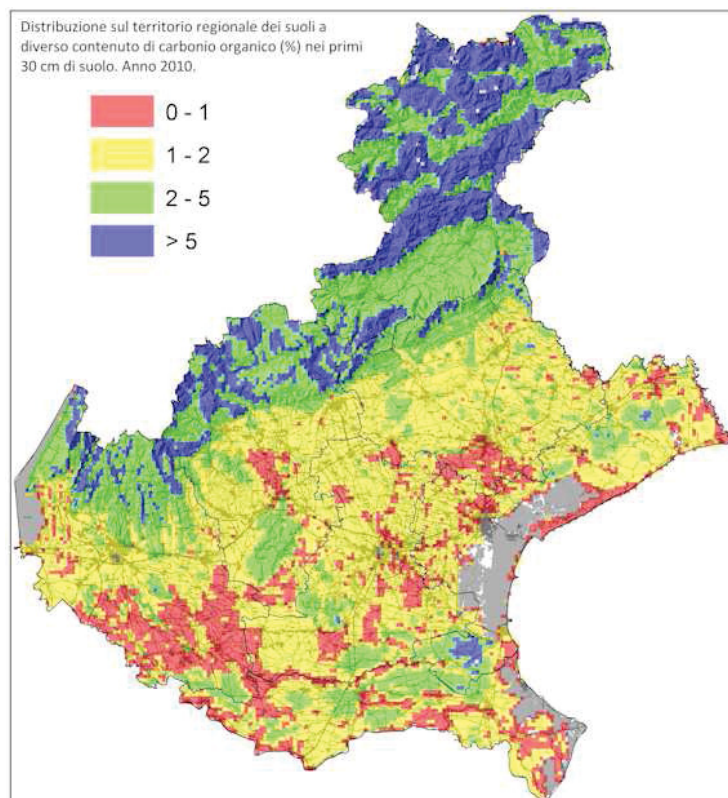 Distribuzione sul territorio regionale dei suoli a
diverso contenuto di carbonio organico (%) nei primi
30 cm di suolo. Anno 2010.
0 - 1
1 - 2
2 - 5
> 5